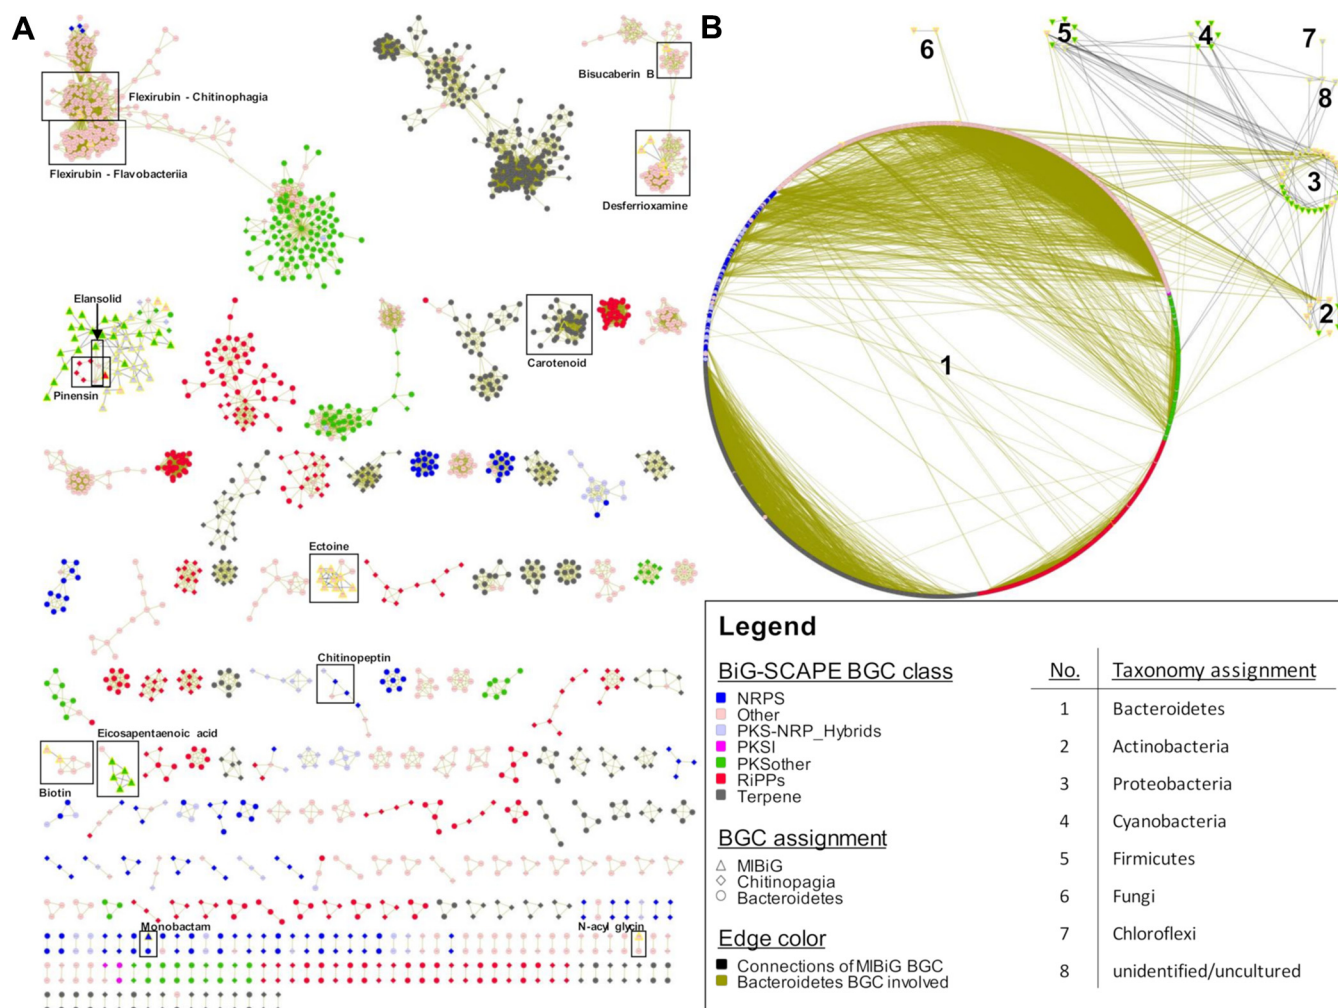 A
Flexirubin - Chitinophagia
Flexirubin - Flavobacteriia
Bisucaberin B
Desferrioxamine
Elansolid
Pinensin
Carotenoid
Ectoine
Chitinopeptin
Eicosapentaenoic acid
Biotin
Monobactam
N-acyl glycin
B
6
5
4
7
8
3
2
1
Legend
BiG-SCAPE BGC class
NRPS
Other
PKS-NRP_Hybrids
PKSI
PKSother
RiPPs
Terpene
BGC assignment
MIBiG
Chitinopagia
Bacteroidetes
Edge color
Connections of MIBiG BGC
Bacteroidetes BGC involved
No. Taxonomy assignment
1 Bacteroidetes
2 Actinobacteria
3 Proteobacteria
4 Cyanobacteria
5 Firmicutes
6 Fungi
7 Chloroflexi
8 unidentified/uncultured